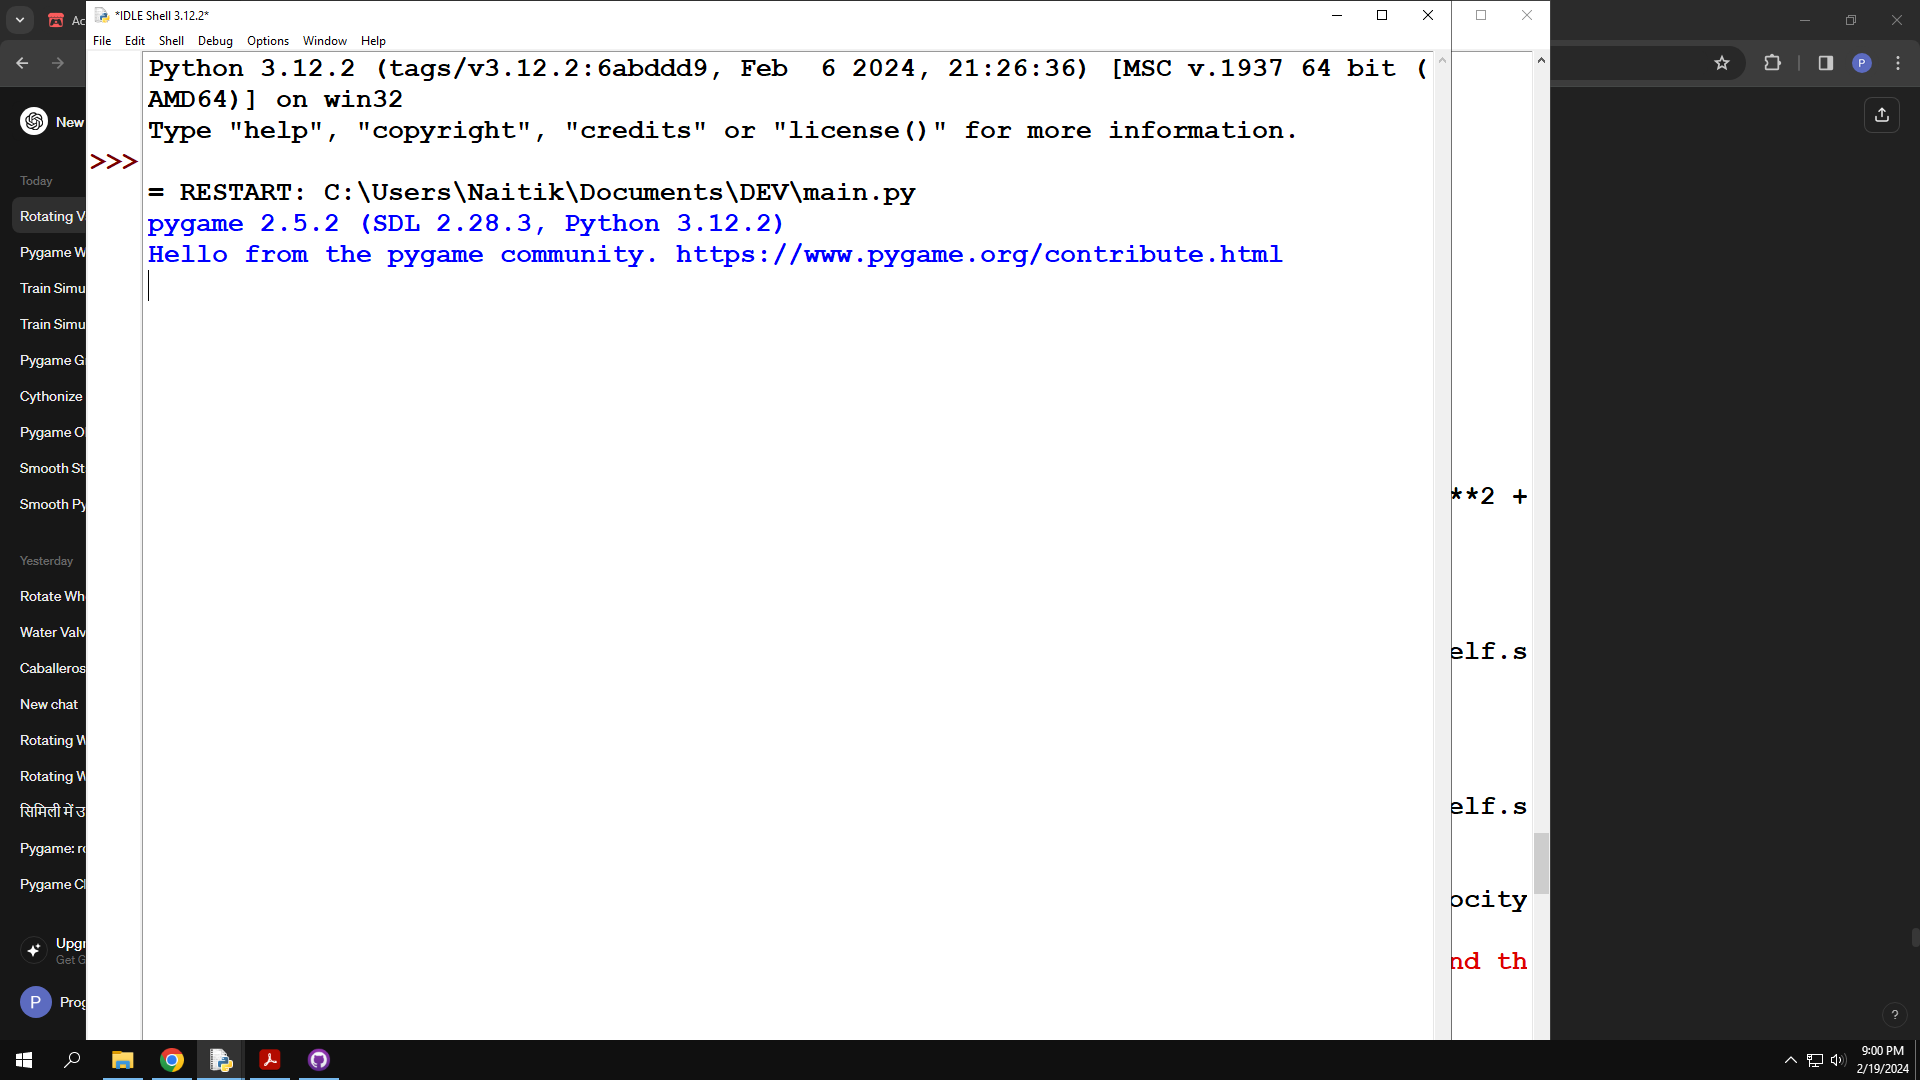 Ac
*IDLE Shell 3.12.2*
File Edit Shell Debug Options Window Help
Python 3.12.2 (tags/v3.12.2:6abddd9, Feb  6 2024, 21:26:36) [MSC v.1937 64 bit (
AMD64)] on win32
Type "help", "copyright", "credits" or "license()" for more information.
>>>
= RESTART: C:\Users\Naitik\Documents\DEV\main.py
pygame 2.5.2 (SDL 2.28.3, Python 3.12.2)
Hello from the pygame community. https://www.pygame.org/contribute.html
New
Today
Rotating V
Pygame W
Train Simu
Train Simu
Pygame Gr
Cythonize
Pygame Ol
Smooth St
Smooth Py
Yesterday
Rotate Wh
Water Valv
Caballeros
New chat
Rotating W
Rotating W
सिमिली में उ
Pygame: ro
Pygame Cl
Upgr
Get G
P Prog
**2 +
elf.s
elf.s
ocity
nd th
P
?
9:00 PM
2/19/2024